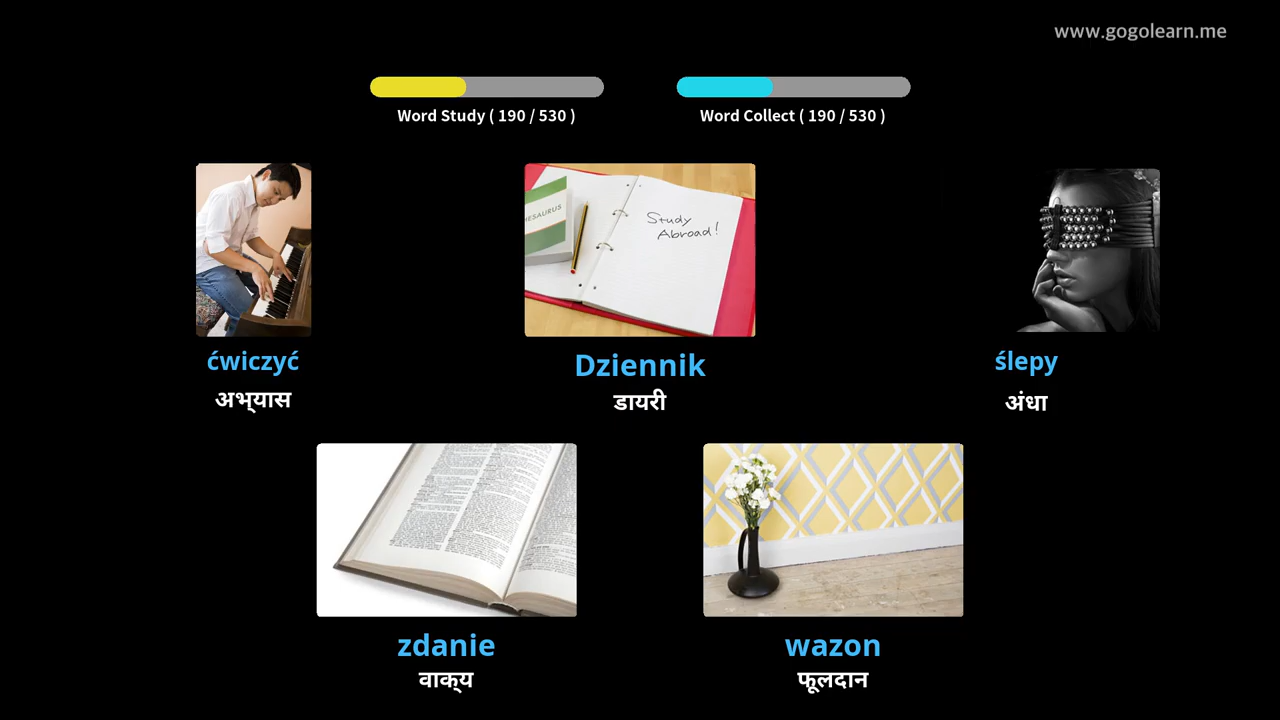 www.gogolearn.me
Word Study ( 190 / 530 )
Word Collect ( 190 / 530 )
THESAURUS
Study
Abroad!
ćwiczyć
अभ्यास
Dziennik
डायरी
ślepy
अंधा
zdanie
वाक्य
wazon
फूलदान